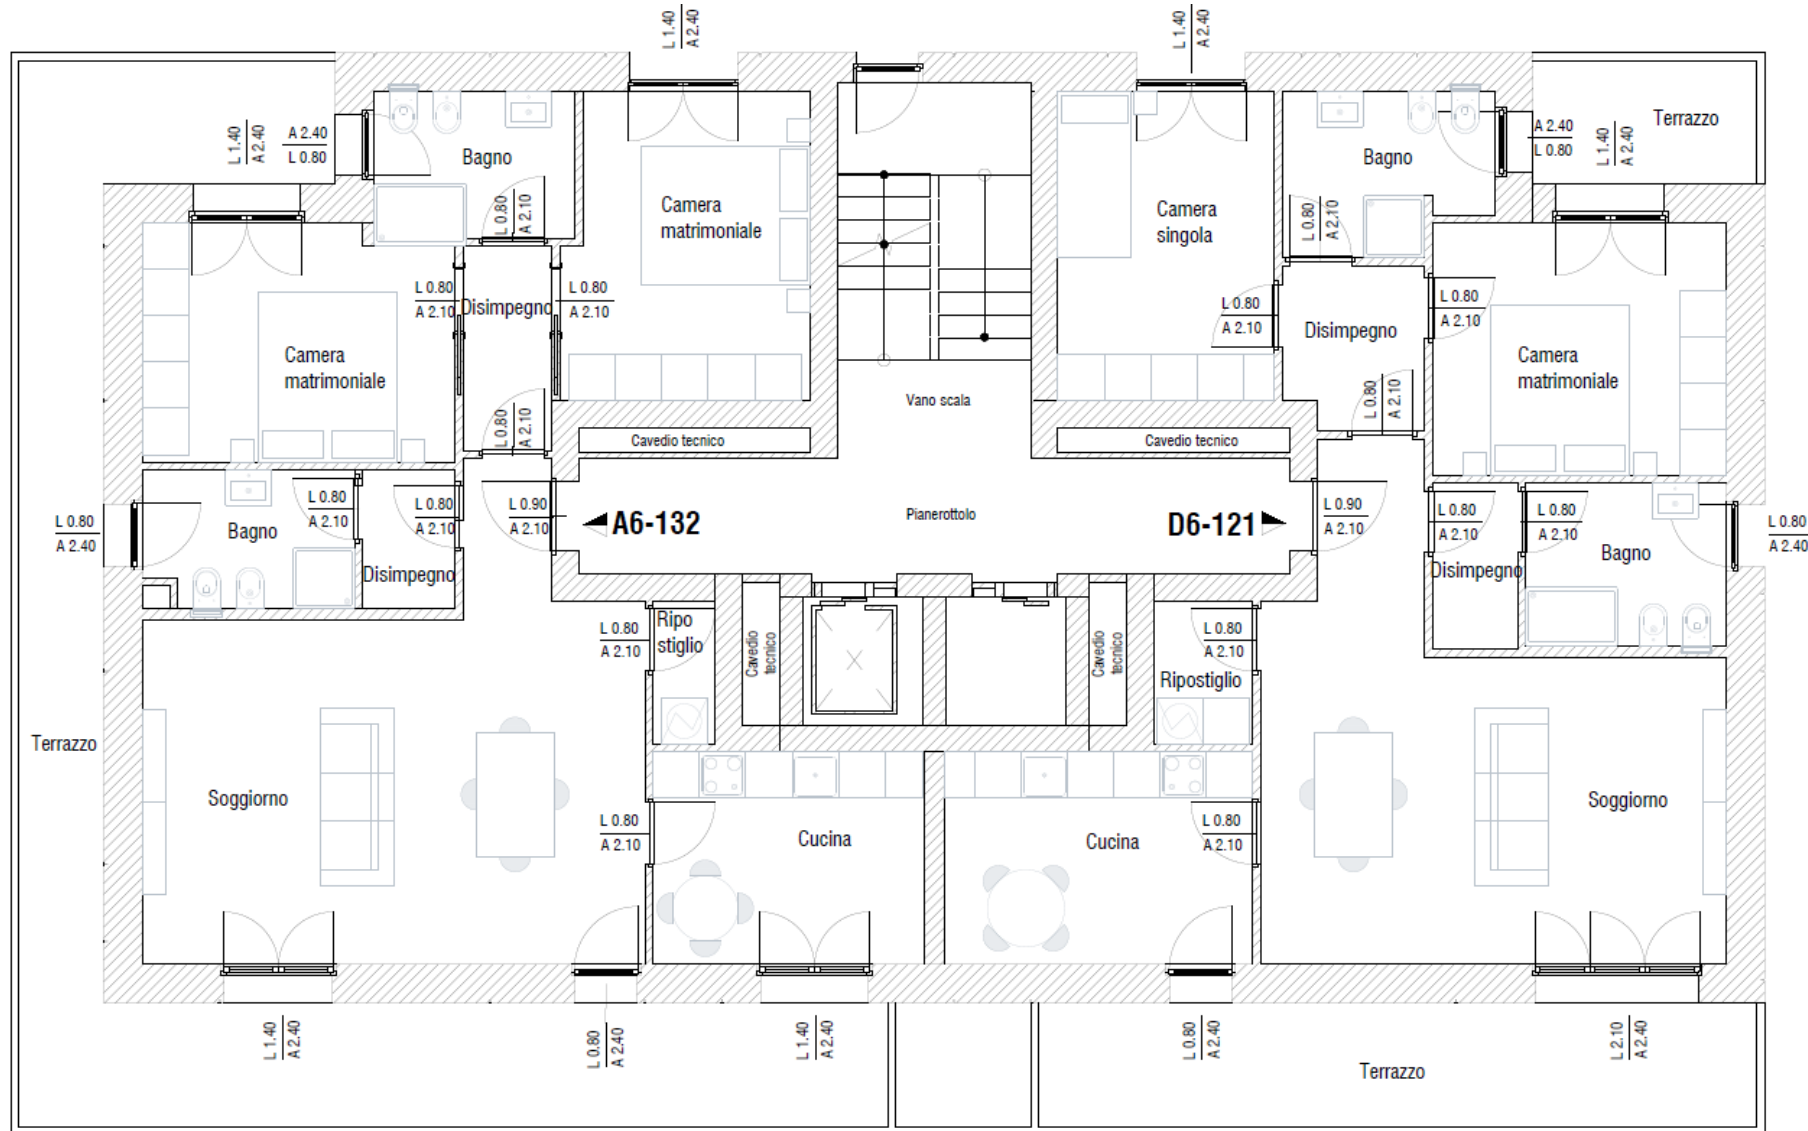 L 1.40
A 2.40
L 1.40
A 2.40
L 1.40
A 2.40
A 2.40
L 0.80
Bagno
L 0.80
A 2.10
Camera
matrimoniale
Camera
singola
Bagno
L 0.80
A 2.10
A 2.40
L 0.80
L 1.40
A 2.40
Terrazzo
L 0.80
A 2.10
Disimpegno
L 0.80
A 2.10
L 0.80
A 2.10
Disimpegno
L 0.80
A 2.10
Camera
matrimoniale
Camera
matrimoniale
L 0.80
A 2.10
Vano scala
L 0.80
A 2.10
Cavedio tecnico
Cavedio tecnico
L 0.80
A 2.40
Bagno
L 0.80
A 2.10
L 0.80
A 2.10
Disimpegno
L 0.90
A 2.10
A6-132
Pianerottolo
D6-121
L 0.90
A 2.10
L 0.80
A 2.10
Disimpegno
L 0.80
A 2.10
Bagno
L 0.80
A 2.40
L 0.80
A 2.10
Ripo
stiglio
Cavedio
tecnico
Cavedio
tecnico
L 0.80
A 2.10
Ripostiglio
Terrazzo
Soggiorno
L 0.80
A 2.10
Cucina
Cucina
L 0.80
A 2.10
Soggiorno
L 1.40
A 2.40
L 0.80
A 2.40
L 1.40
A 2.40
L 0.80
A 2.40
L 2.10
A 2.40
Terrazzo